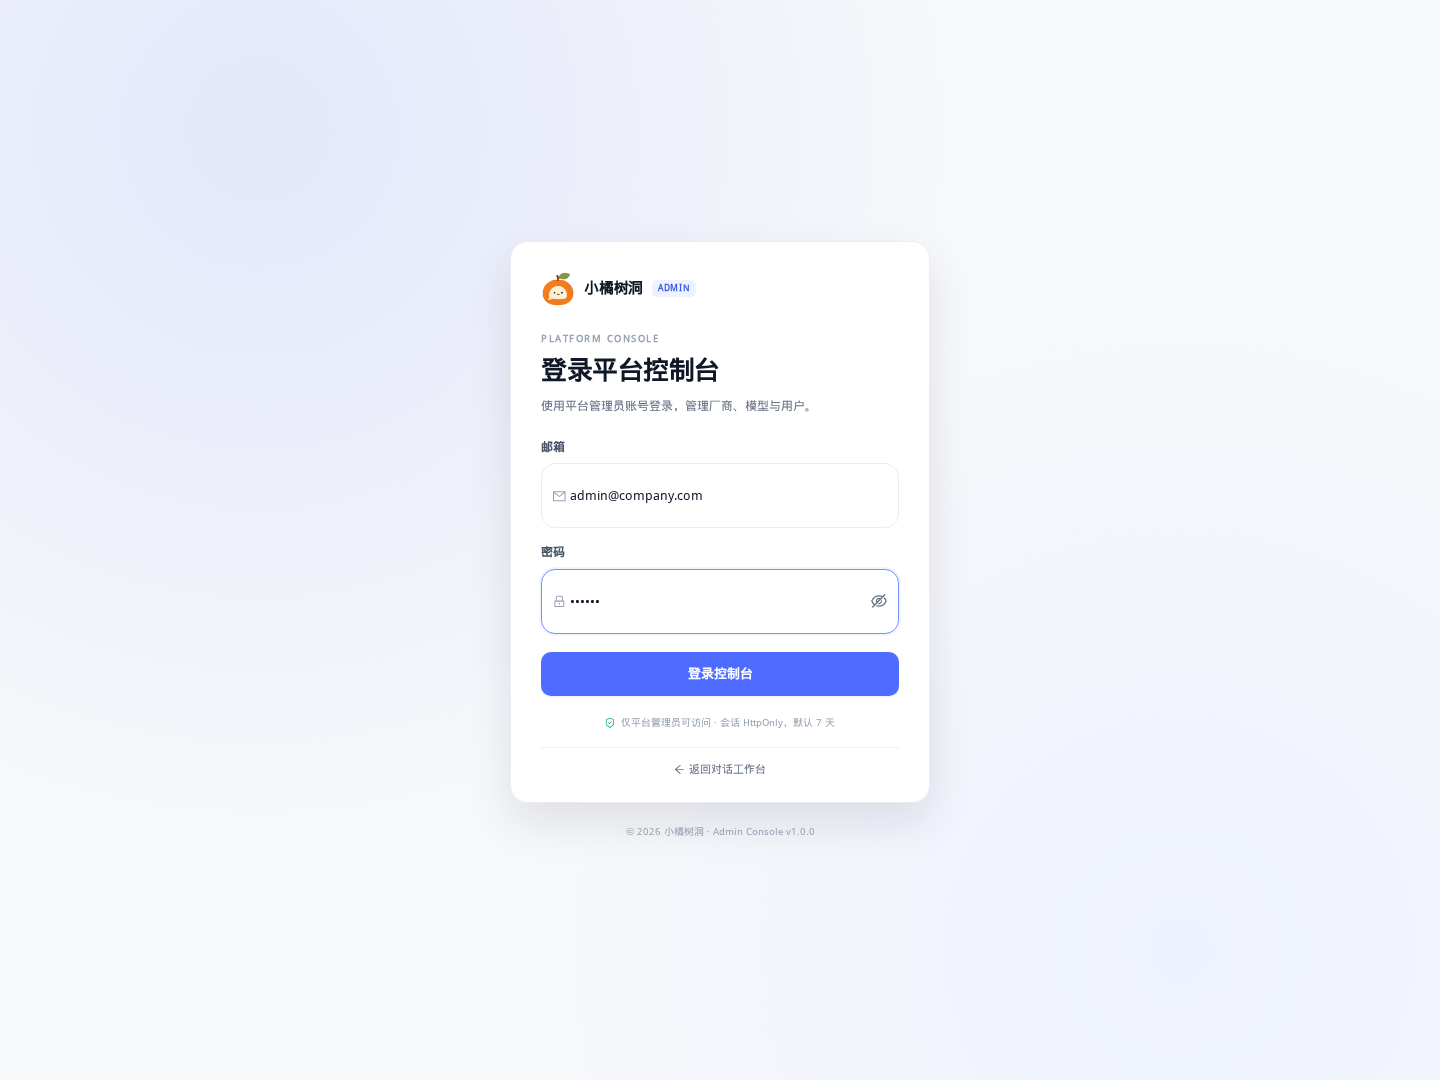 小橘树洞 ADMIN
PLATFORM CONSOLE
登录平台控制台
使用平台管理员账号登录，管理厂商、模型与用户。
邮箱
admin@company.com
密码
••••••
登录控制台
仅平台管理员可访问 · 会话 HttpOnly，默认 7 天
← 返回对话工作台
© 2026 小橘树洞 · Admin Console v1.0.0